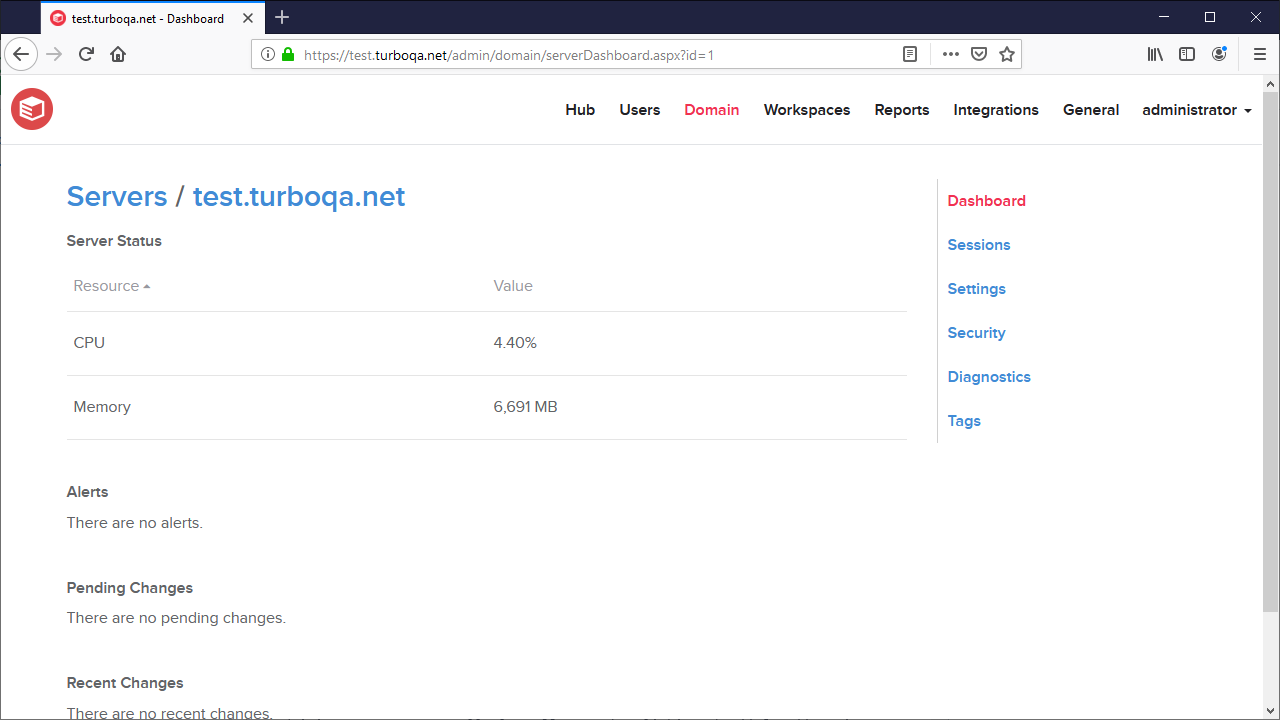 test.turboqa.net - Dashboard
https://test.turboqa.net/admin/domain/serverDashboard.aspx?id=1
Hub Users Domain Workspaces Reports Integrations General administrator
Servers / test.turboqa.net
Server Status
Resource Value
CPU 4.40%
Memory 6,691 MB
Alerts
There are no alerts.
Pending Changes
There are no pending changes.
Recent Changes
There are no recent changes.
Dashboard
Sessions
Settings
Security
Diagnostics
Tags